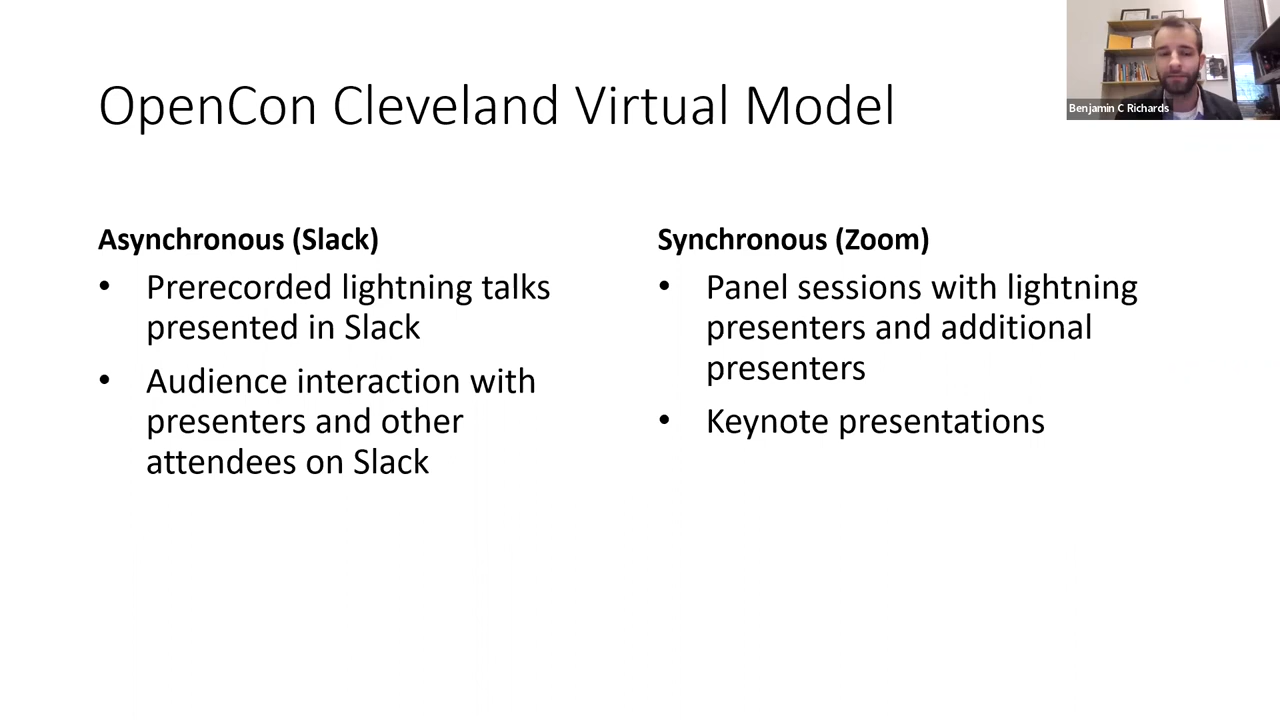 OpenCon Cleveland Virtual Model
Benjamin C Richards
Asynchronous (Slack)
• Prerecorded lightning talks
presented in Slack
• Audience interaction with
presenters and other
attendees on Slack
Synchronous (Zoom)
• Panel sessions with lightning
presenters and additional
presenters
• Keynote presentations